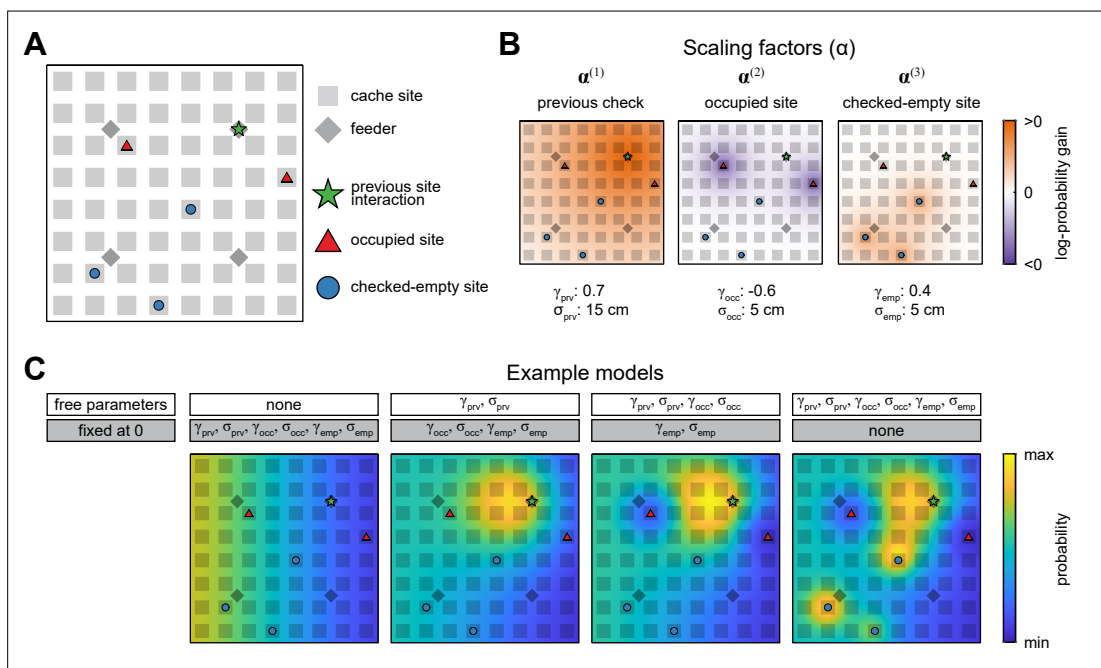 A
cache site
feeder
previous site
interaction
occupied site
checked-empty site
B
Scaling factors (α)
α(1)
previous check
α(2)
occupied site
α(3)
checked-empty site
>0
0
<0
log-probability gain
γprv: 0.7
σprv: 15 cm
γocc: -0.6
σocc: 5 cm
γemp: 0.4
σemp: 5 cm
C
Example models
free parameters
none
γprv, σprv
γprv, σprv, γocc, σocc
γprv, σprv, γocc, σocc, γemp, σemp
fixed at 0
γprv, σprv, γocc, σocc, γemp, σemp
γocc, σocc, γemp, σemp
γemp, σemp
none
max
probability
min